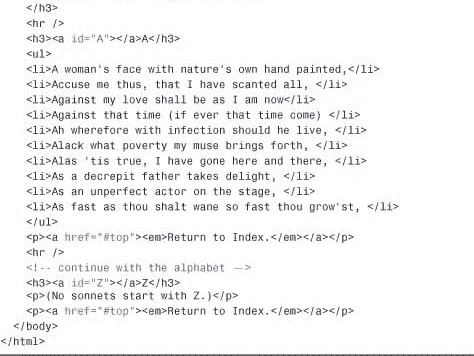 </h3>
<hr />
<h3><a id="A"></a>A</h3>
<ul>
<li>A woman's face with nature's own hand painted,</li>
<li>Accuse me thus, that I have scanted all, </li>
<li>Against my love shall be as I am now</li>
<li>Against that time (if ever that time come) </li>
<li>Ah wherefore with infection should he live, </li>
<li>Alack what poverty my muse brings forth, </li>
<li>Alas 'tis true, I have gone here and there, </li>
<li>As a decrepit father takes delight, </li>
<li>As an unperfect actor on the stage, </li>
<li>As fast as thou shalt wane so fast thou grow'st, </li>
</ul>
<p><a href="#top"><em>Return to Index.</em></a></p>
<hr />
<!-- continue with the alphabet -->
<h3><a id="Z"></a>Z</h3>
<p>(No sonnets start with Z.)</p>
<p><a href="#top"><em>Return to Index.</em></a></p>
</body>
</html>